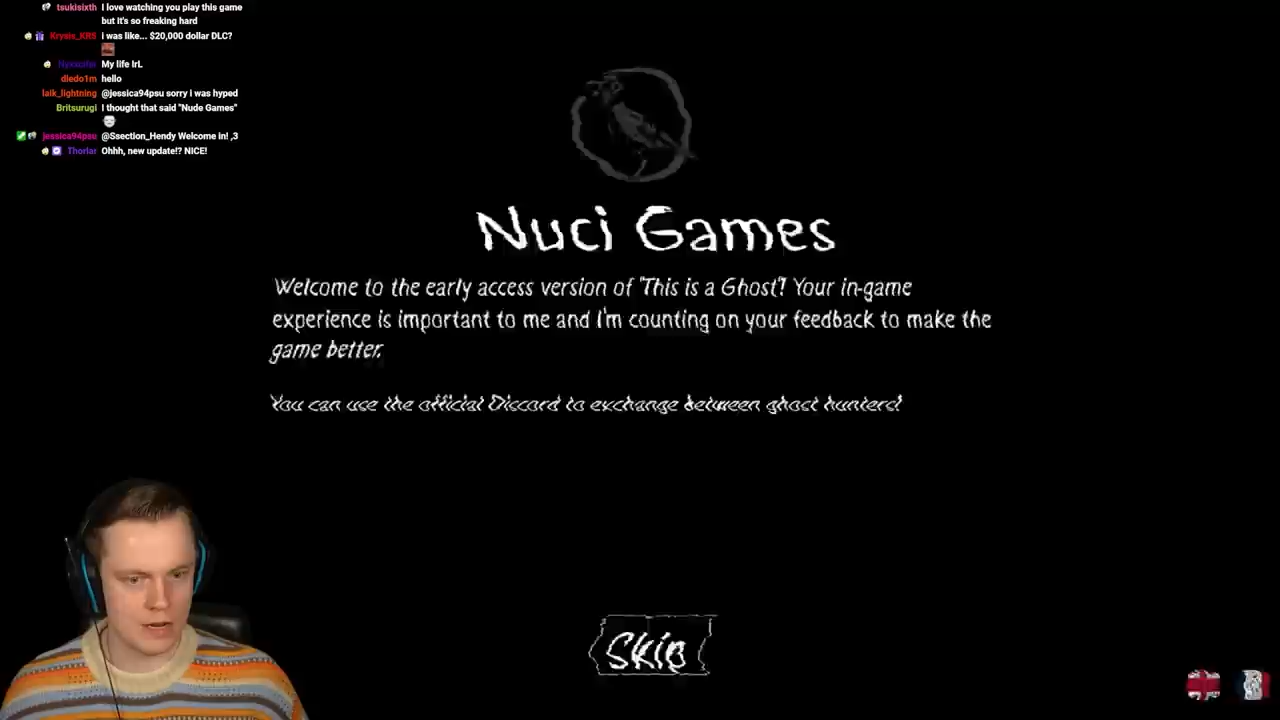 tsukisixth I love watching you play this game
but it's so freaking hard
Krysis_KR5 i was like... $20,000 dollar DLC?
My life irl.
dledo1m hello
laik_lightning @jessica94psu sorry i was hyped
Britsurugi I thought that said "Nude Games"
jessica94psu @Ssection_Hendy Welcome in! ,3
Thorlar Ohhh, new update!? NICE!
Nuci Games
Welcome to the early access version of "This is a Ghost"! Your in-game
experience is important to me and I'm counting on your feedback to make the
game better.
You can use the official Discord to exchange between ghost hunters!
Skip